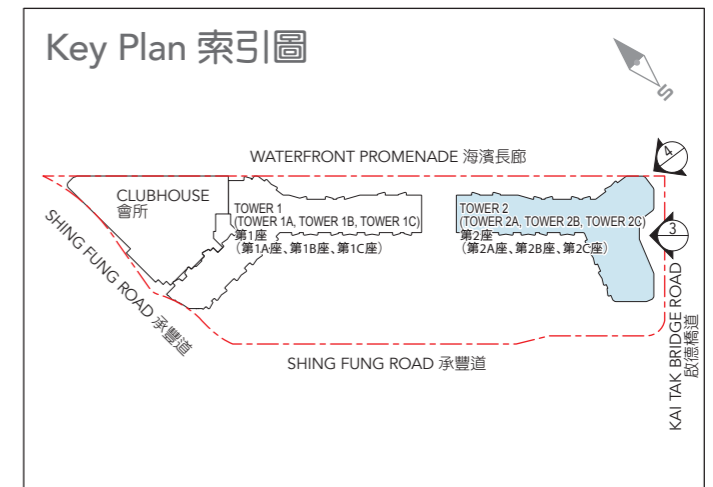 Key Plan 索引圖
S
WATERFRONT PROMENADE 海濱長廊
4
CLUBHOUSE
會所
TOWER 1
(TOWER 1A, TOWER 1B, TOWER 1C)
第1座
（第1A座、第1B座、第1C座）
TOWER 2
(TOWER 2A, TOWER 2B, TOWER 2C)
第2座
（第2A座、第2B座、第2C座）
3
SHING FUNG ROAD 承豐道
SHING FUNG ROAD 承豐道
KAI TAK BRIDGE ROAD
啟德橋道